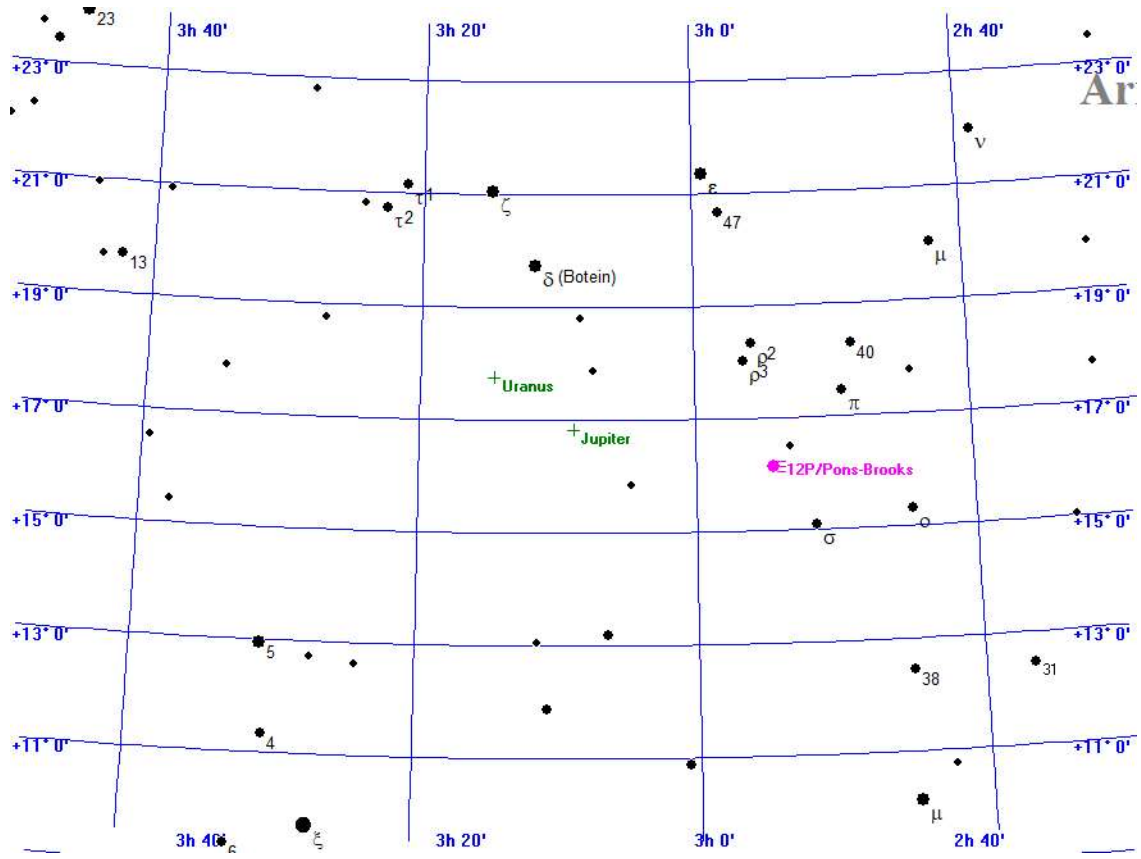 23
3h 40'
3h 20'
3h 0'
2h 40'
+23° 0'
+23° 0'
ν
+21° 0'
τ1
τ2
ζ
ε
47
+21° 0'
13
δ (Botein)
μ
+19° 0'
+19° 0'
ρ2
ρ3
40
Uranus
π
+17° 0'
+17° 0'
Jupiter
12P/Pons-Brooks
+15° 0'
σ
ο
+15° 0'
+13° 0'
5
+13° 0'
38
31
+11° 0'
4
+11° 0'
μ
3h 40'
6
ξ
3h 20'
3h 0'
2h 40'